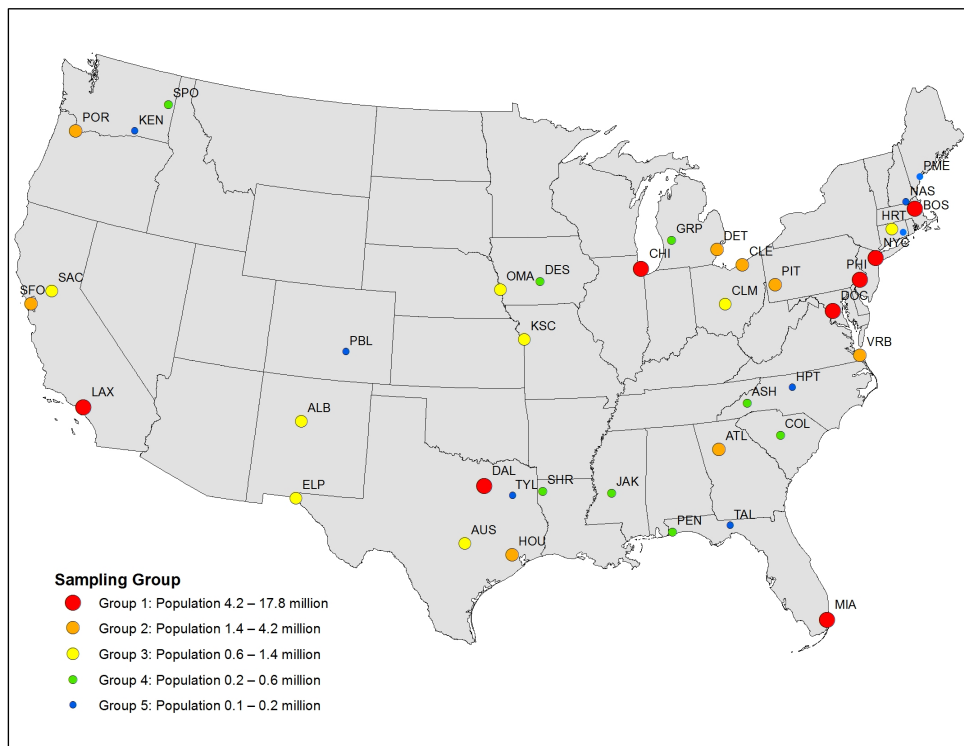 SPO
POR
KEN
PME
NAS
BOS
HRT
GRP
DET
NYC
CLE
CHI
PHI
SAC
OMA
DES
PIT
SFO
DOC
CLM
KSC
VRB
PBL
HPT
LAX
ASH
ALB
COL
ATL
DAL
ELP
TYL
SHR
JAK
PEN
TAL
AUS
HOU
Sampling Group
Group 1: Population 4.2 – 17.8 million
MIA
Group 2: Population 1.4 – 4.2 million
Group 3: Population 0.6 – 1.4 million
Group 4: Population 0.2 – 0.6 million
Group 5: Population 0.1 – 0.2 million